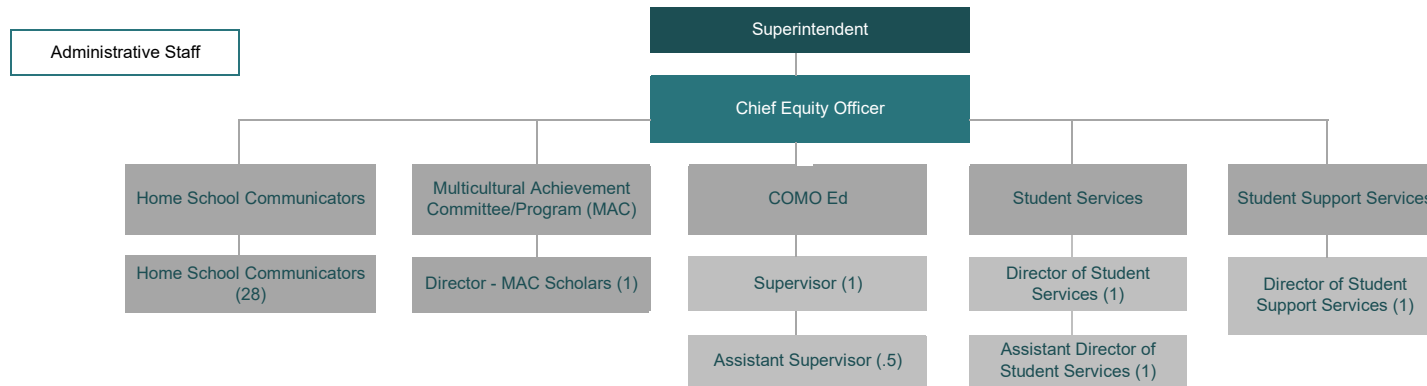 Superintendent
Administrative Staff
Chief Equity Officer
Home School Communicators
Multicultural Achievement
Committee/Program (MAC)
COMO Ed
Student Services
Student Support Services
Home School Communicators
(28)
Director - MAC Scholars (1)
Supervisor (1)
Director of Student
Services (1)
Director of Student
Support Services (1)
Assistant Supervisor (.5)
Assistant Director of
Student Services (1)